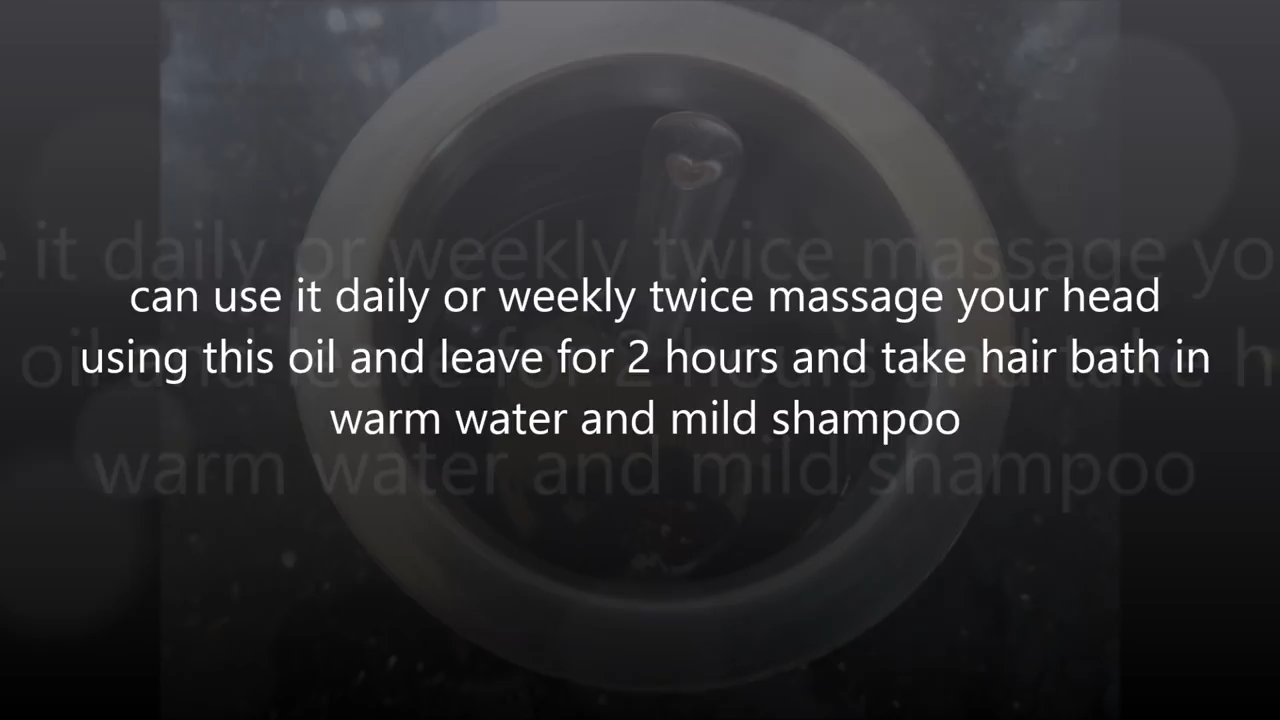 can use it daily or weekly twice massage your head
using this oil and leave for 2 hours and take hair bath in
warm water and mild shampoo